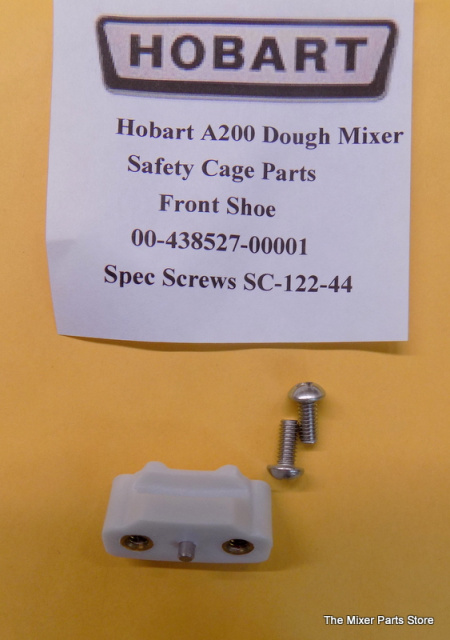 HOBART
Hobart A200 Dough Mixer
Safety Cage Parts
Front Shoe
00-438527-00001
Spec Screws SC-122-44
The Mixer Parts Store